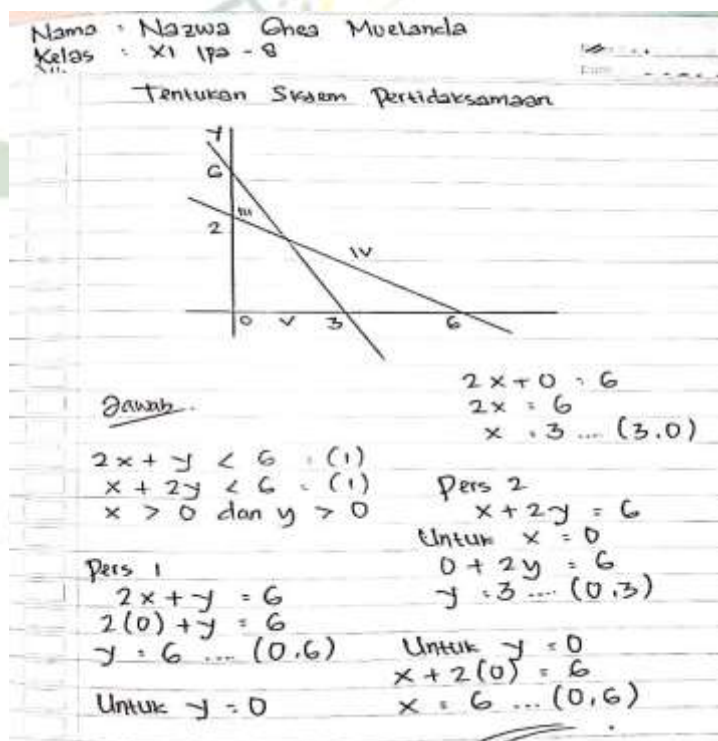 Nama : Nazwa Ghea Muelanda
Kelas : XI Ipa - 8
Tentukan Sistem Pertidaksamaan
y
6
III
2
IV
0 V 3 6
Jawab.
2x + y < 6 : (1)
x + 2y < 6 : (1)
x > 0 dan y > 0
Pers 1
2x + y = 6
2(0) + y = 6
y = 6 .... (0.6)
Untuk y = 0
2x + 0 = 6
2x = 6
x = 3 .... (3.0)
Pers 2
x + 2y = 6
Untuk x = 0
0 + 2y = 6
y = 3 .... (0.3)
Untuk y = 0
x + 2(0) = 6
x = 6 ... (0,6)